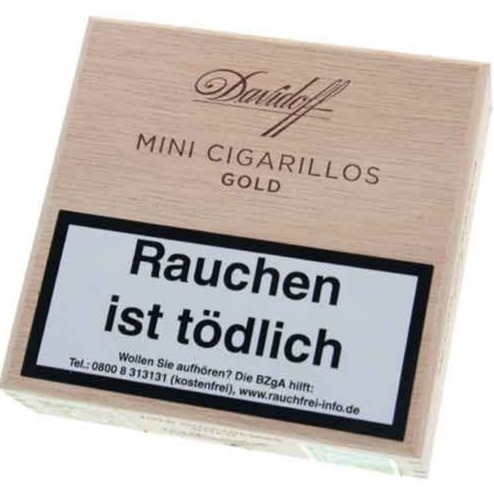 Davidoff
MINI CIGARILLOS
GOLD
Rauchen
ist tödlich
Wollen Sie aufhören? Die BZgA hilft:
Tel.: 0800 8 313131 (kostenfrei), www.rauchfrei-info.de